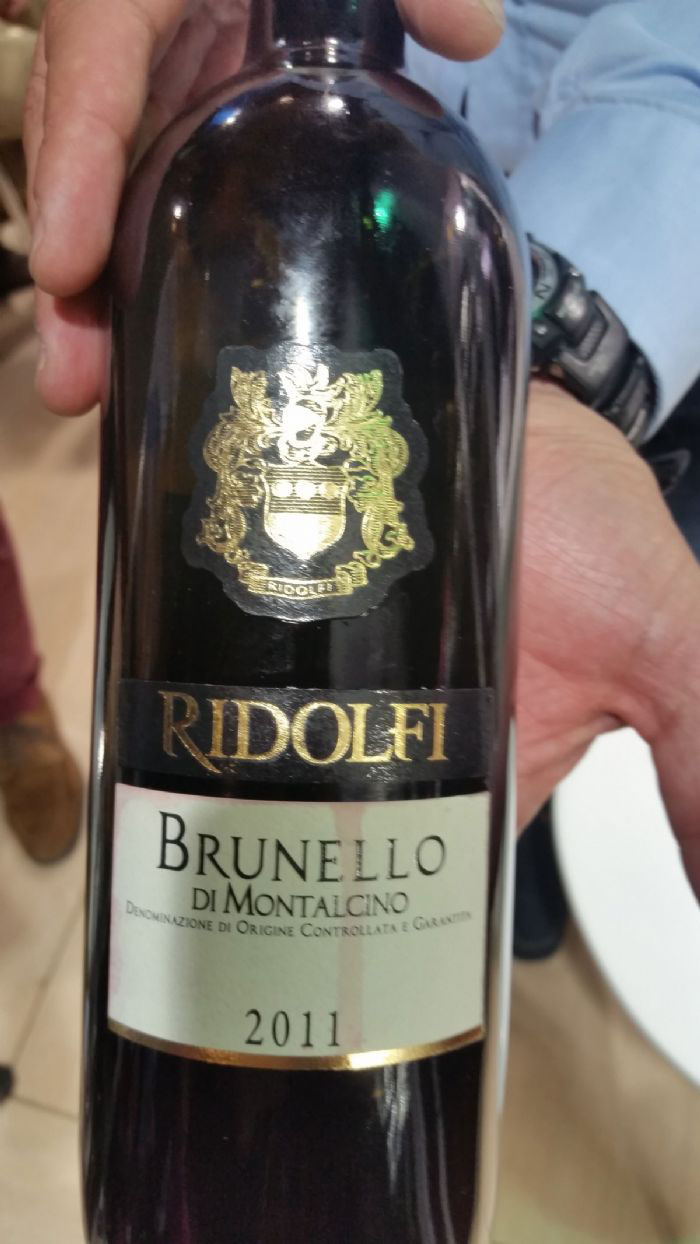 RIDOLFI
RIDOLFI
BRUNELLO
DI MONTALCINO
DENOMINAZIONE DI ORIGINE CONTROLLATA E GARANTITA
2011